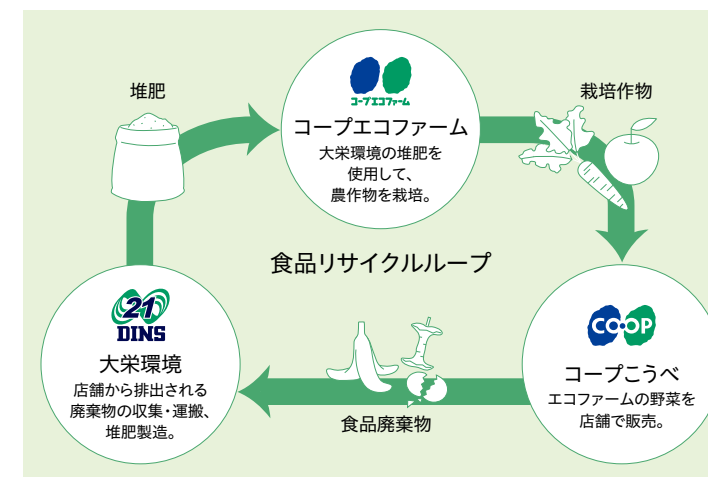 堆肥
コープエコファーム
コープエコファーム
大栄環境の堆肥を
使用して、
農作物を栽培。
栽培作物
食品リサイクルループ
21
DINS
大栄環境
店舗から排出される
廃棄物の収集・運搬、
堆肥製造。
食品廃棄物
CO・OP
コープこうべ
エコファームの野菜を
店舗で販売。